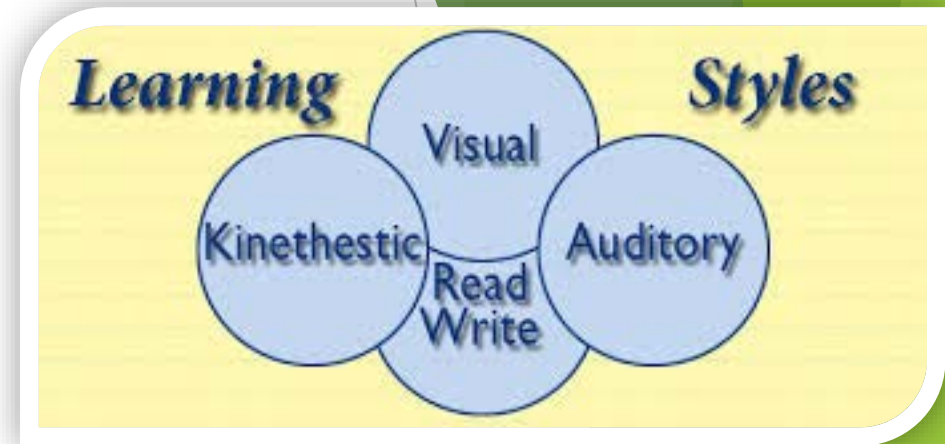 Learning Styles
Visual
Kinethestic
Auditory
Read
Write